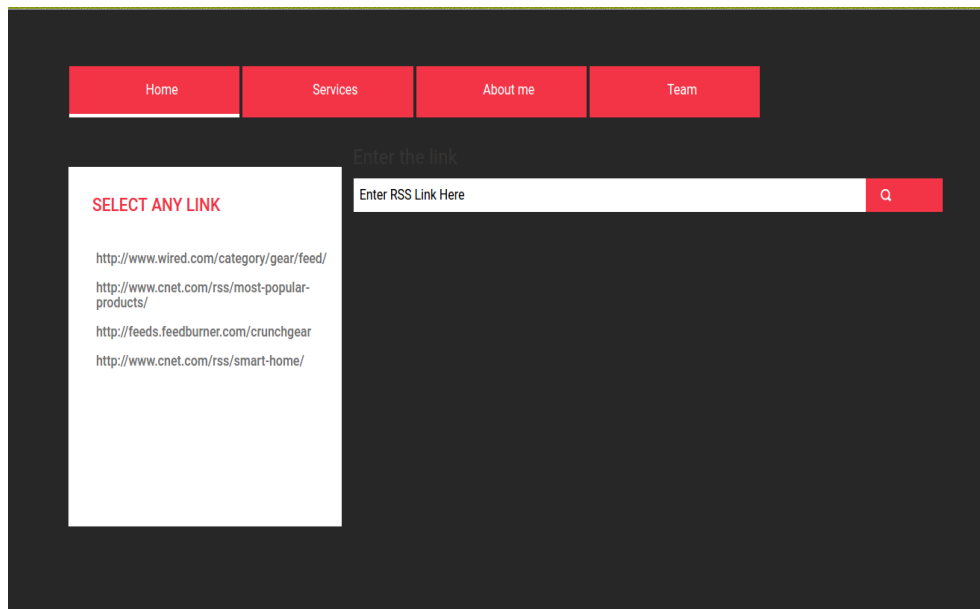 Home
Services
About me
Team
Enter the link
Enter RSS Link Here
SELECT ANY LINK
http://www.wired.com/category/gear/feed/
http://www.cnet.com/rss/most-popular-
products/
http://feeds.feedburner.com/crunchgear
http://www.cnet.com/rss/smart-home/